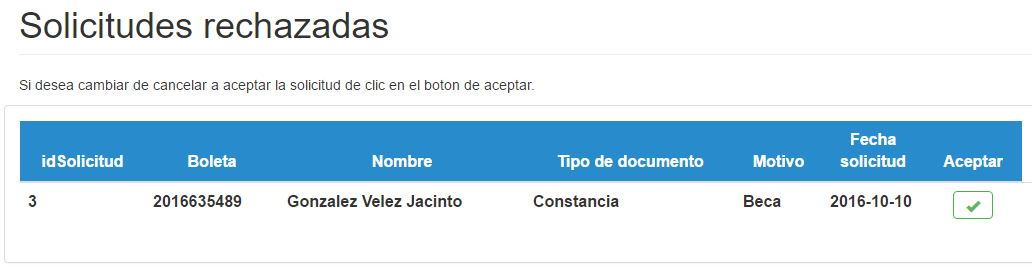 Solicitudes rechazadas
Si desea cambiar de cancelar a aceptar la solicitud de clic en el boton de aceptar.
idSolicitud Boleta Nombre Tipo de documento Motivo Fecha solicitud Aceptar
3 2016635489 Gonzalez Velez Jacinto Constancia Beca 2016-10-10